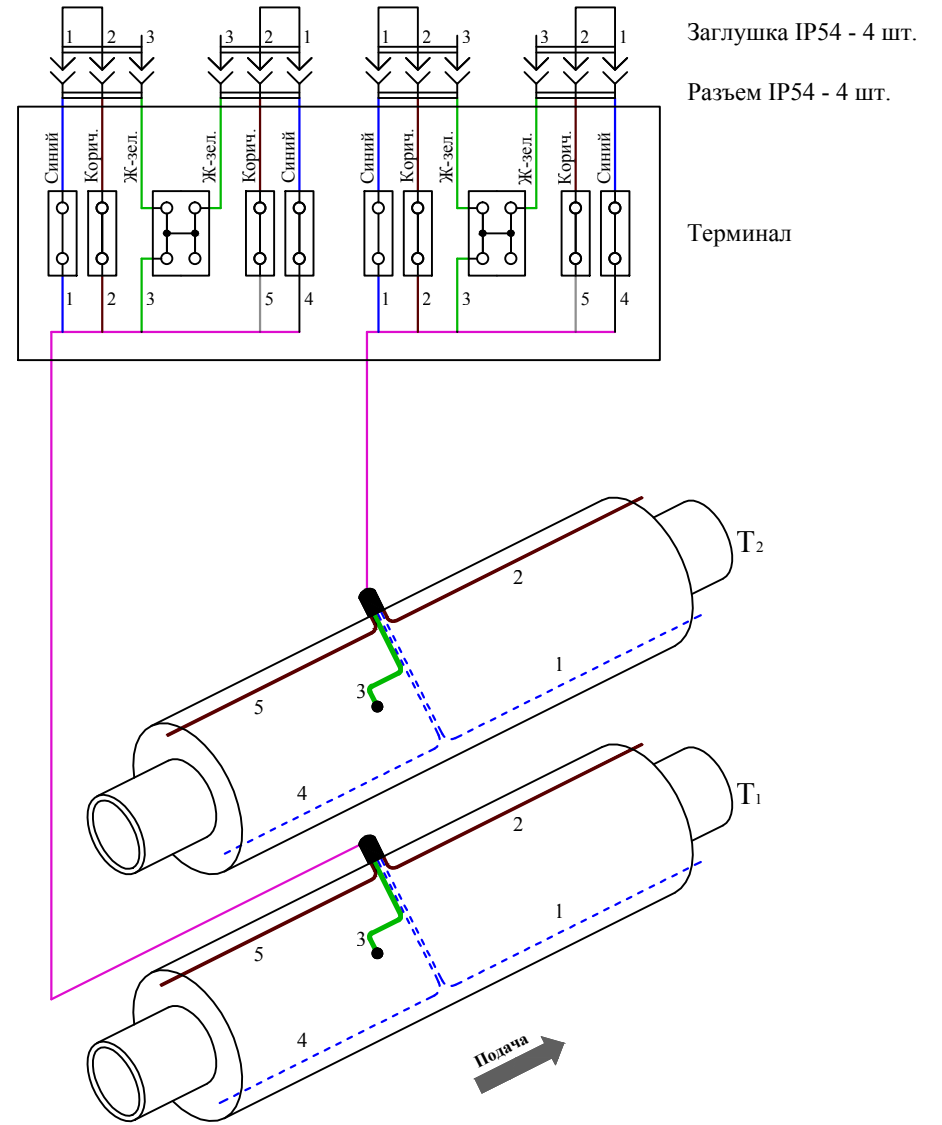 1 2 3 3 2 1 1 2 3 3 2 1
Заглушка IP54 - 4 шт.
Разъем IP54 - 4 шт.
Синий Корич. Ж-зел. Ж-зел. Корич. Синий Синий Корич. Ж-зел. Ж-зел. Корич. Синий
Терминал
1 2 3 5 4 1 2 3 5 4
T2
2
1
3
5
4
T1
2
1
3
5
4
Подача